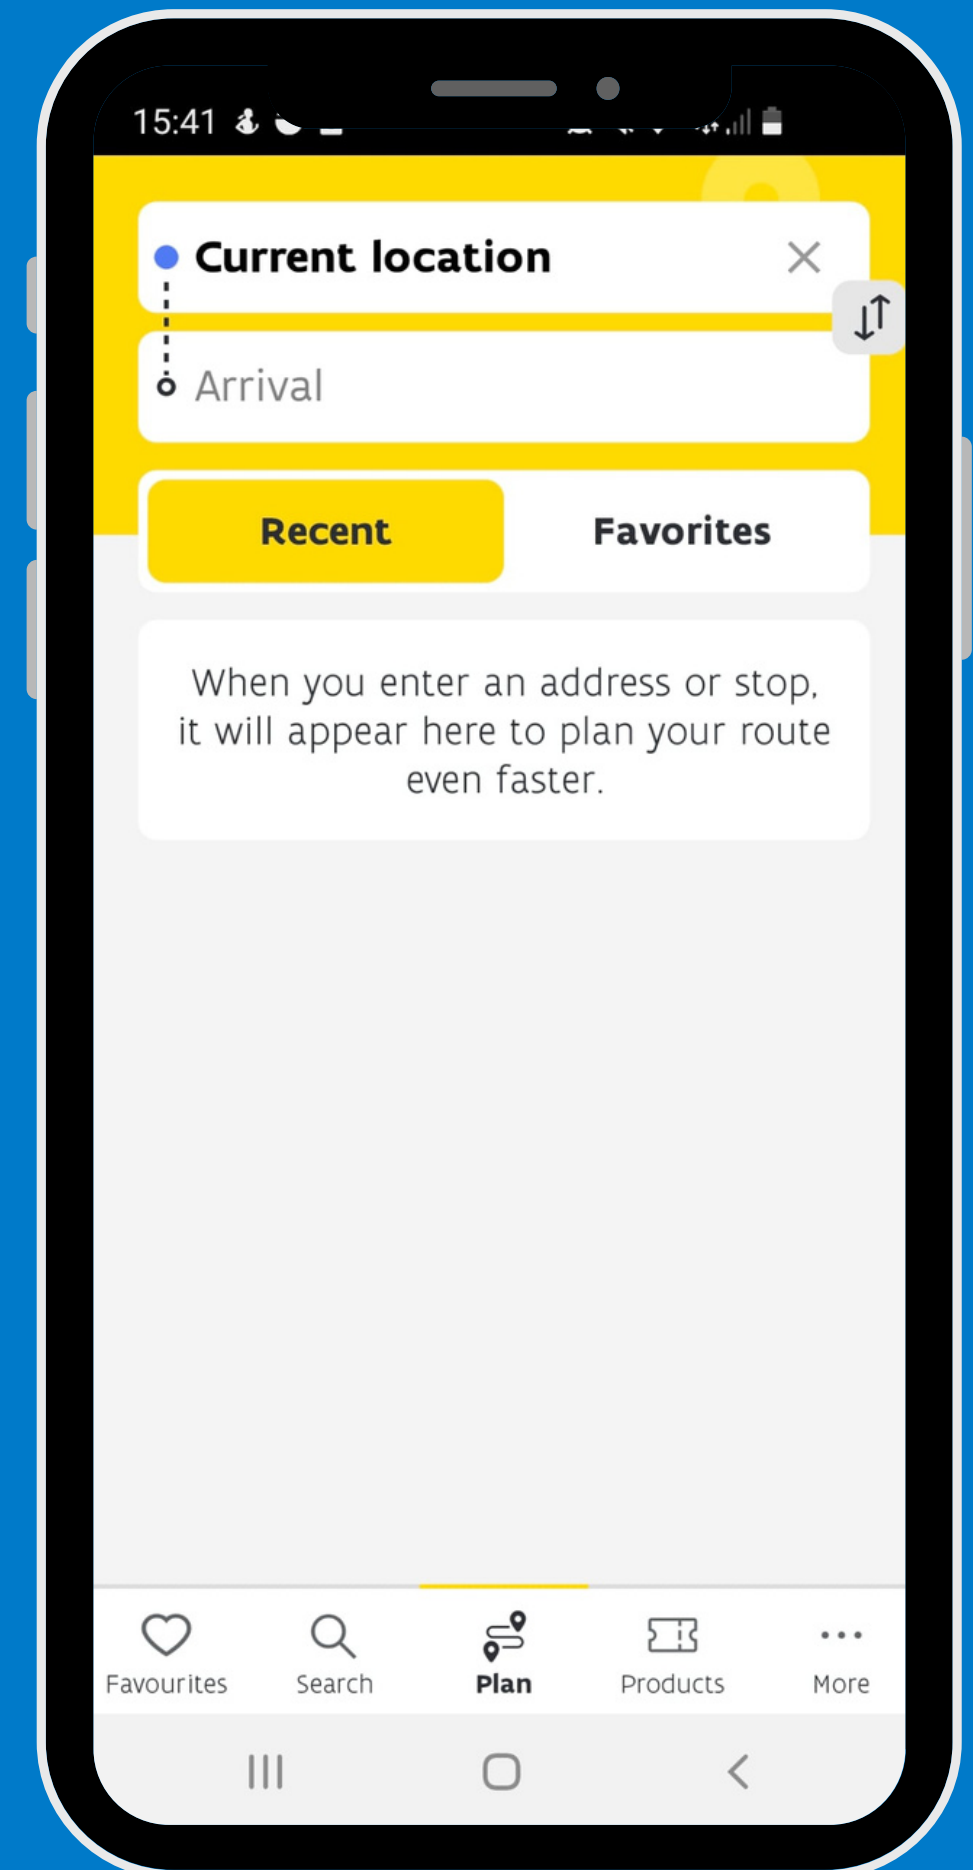 15:41
Current location
Arrival
Recent Favorites
When you enter an address or stop,
it will appear here to plan your route
even faster.
Favourites Search Plan Products More